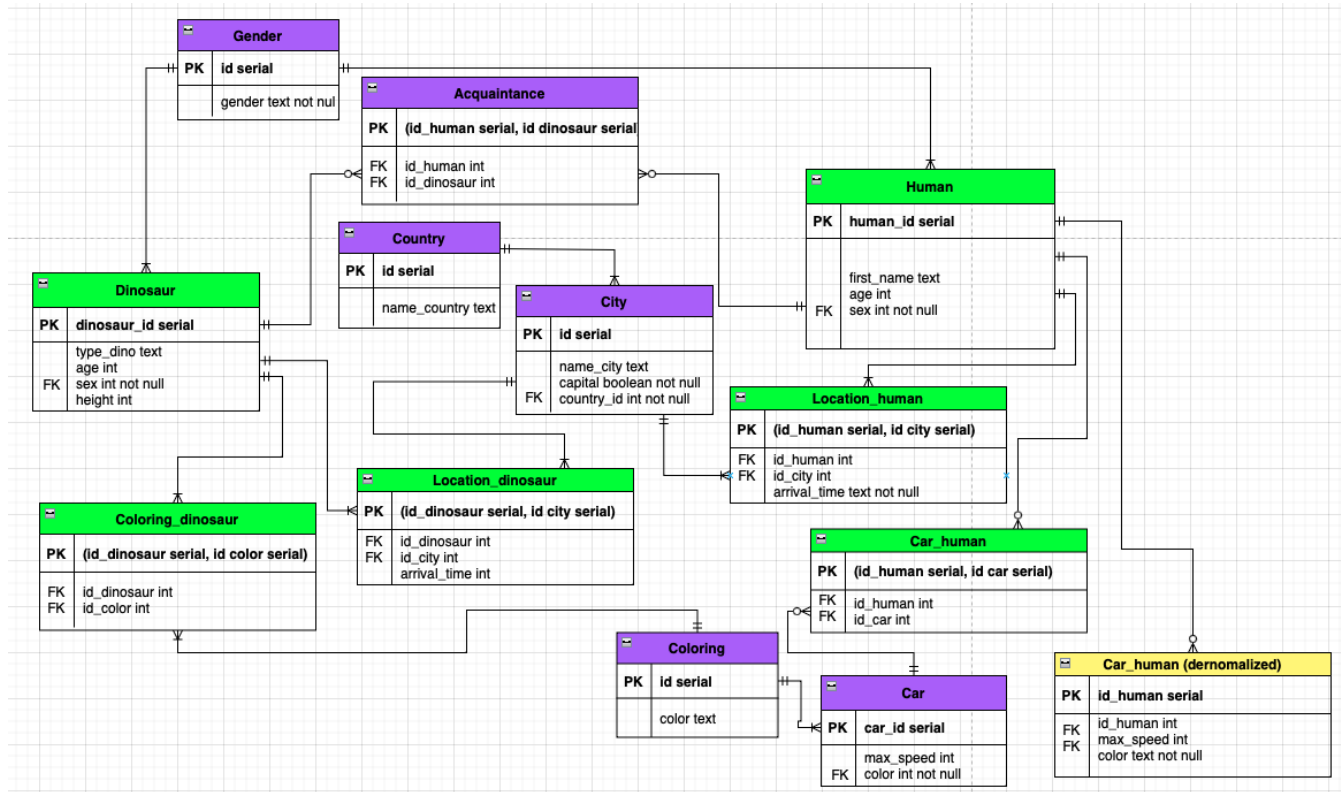 Gender
PK id serial
gender text not nul
Acquaintance
PK (id_human serial, id dinosaur serial
FK id_human int
FK id_dinosaur int
Human
PK human_id serial
first_name text
age int
FK sex int not null
Country
PK id serial
name_country text
Dinosaur
PK dinosaur_id serial
type_dino text
age int
FK sex int not null
height int
City
PK id serial
name_city text
capital boolean not null
FK country_id int not null
Location_human
PK (id_human serial, id city serial)
FK id_human int
FK id_city int
arrival_time text not null
Location_dinosaur
PK (id_dinosaur serial, id city serial)
FK id_dinosaur int
FK id_city int
arrival_time int
Coloring_dinosaur
PK (id_dinosaur serial, id color serial)
FK id_dinosaur int
FK id_color int
Car_human
PK (id_human serial, id car serial)
FK id_human int
FK id_car int
Coloring
PK id serial
color text
Car
PK car_id serial
max_speed int
FK color int not null
Car_human (dernomalized)
PK id_human serial
FK id_human int
FK max_speed int
color text not null